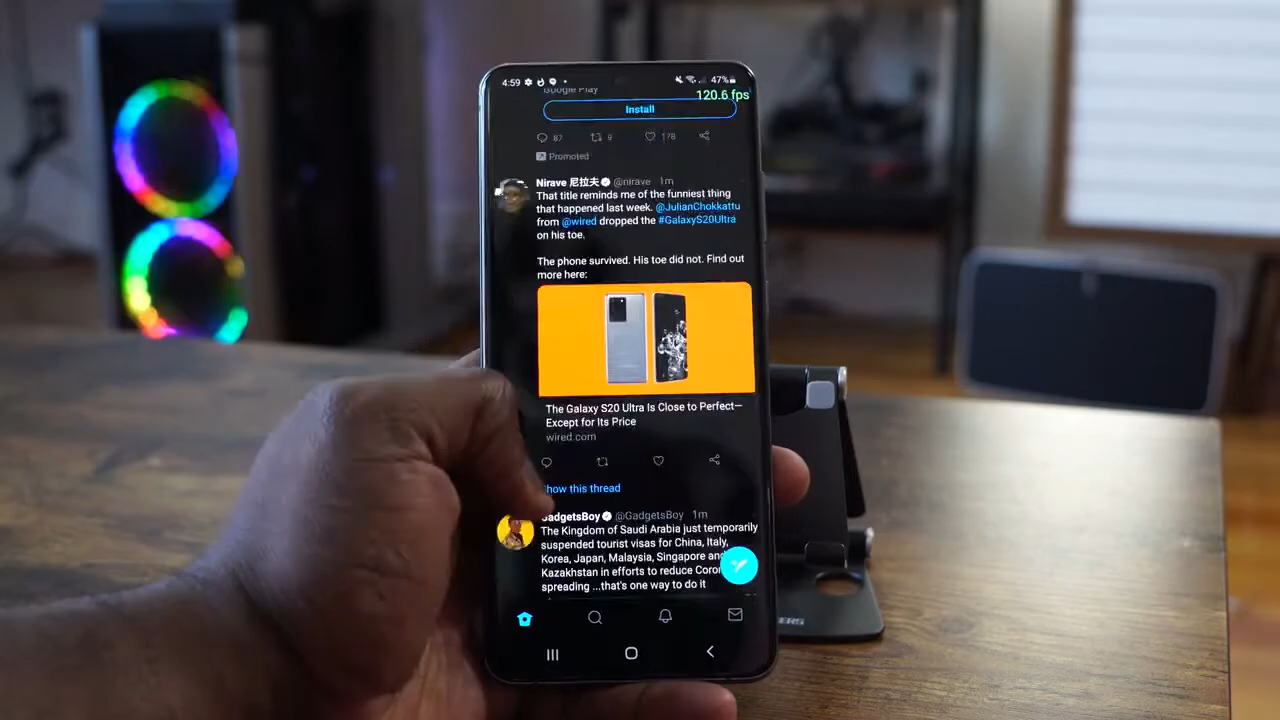 4:59
47%
120.6 fps
Google Play
Install
87
9
178
Promoted
Nirave 尼拉夫 @nirave 1m
That title reminds me of the funniest thing
that happened last week. @JulianChokkattu
from @wired dropped the #GalaxyS20Ultra
on his toe.
The phone survived. His toe did not. Find out
more here:
The Galaxy S20 Ultra Is Close to Perfect—
Except for Its Price
wired.com
how this thread
GadgetsBoy @GadgetsBoy 1m
The Kingdom of Saudi Arabia just temporarily
suspended tourist visas for China, Italy,
Korea, Japan, Malaysia, Singapore and
Kazakhstan in efforts to reduce Coron
spreading ...that's one way to do it